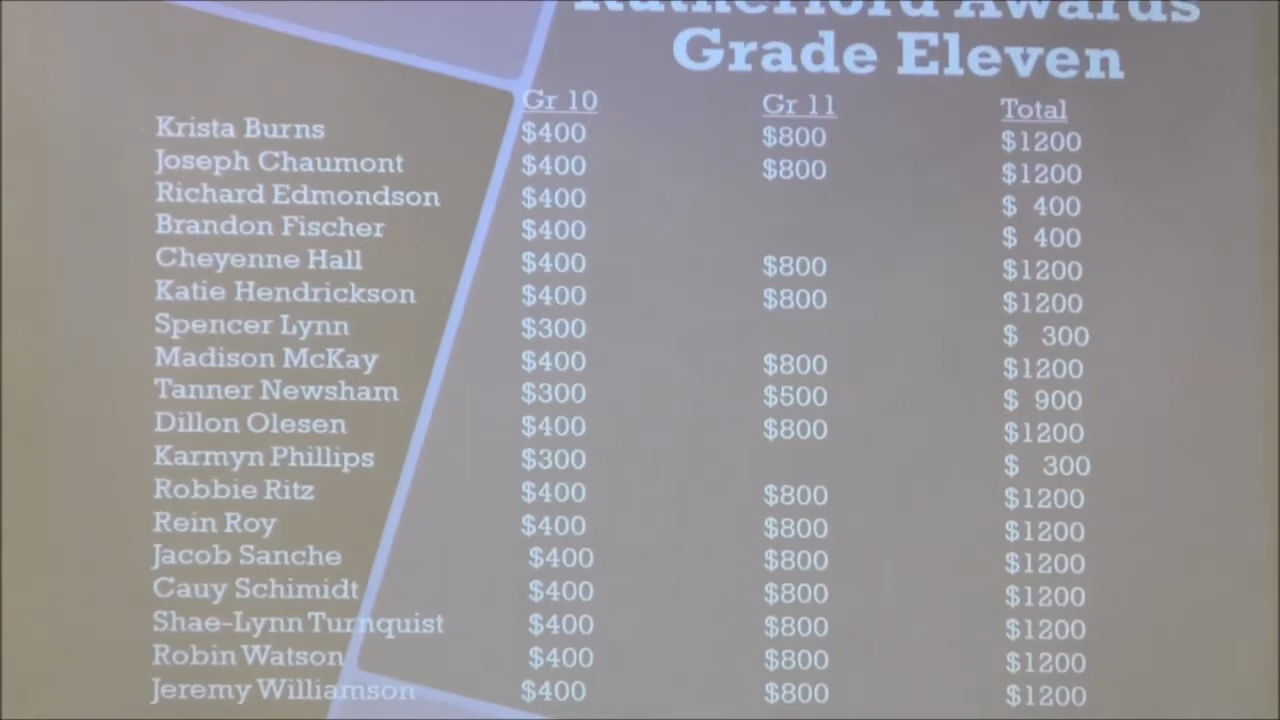 Rutherford Awards
Grade Eleven
Gr 10 Gr 11 Total
Krista Burns $400 $800 $1200
Joseph Chaumont $400 $800 $1200
Richard Edmondson $400 $ 400
Brandon Fischer $400 $ 400
Cheyenne Hall $400 $800 $1200
Katie Hendrickson $400 $800 $1200
Spencer Lynn $300 $ 300
Madison McKay $400 $800 $1200
Tanner Newsham $300 $500 $ 900
Dillon Olesen $400 $800 $1200
Karmyn Phillips $300 $ 300
Robbie Ritz $400 $800 $1200
Rein Roy $400 $800 $1200
Jacob Sanche $400 $800 $1200
Cauy Schimidt $400 $800 $1200
Shae-Lynn Turnquist $400 $800 $1200
Robin Watson $400 $800 $1200
Jeremy Williamson $400 $800 $1200